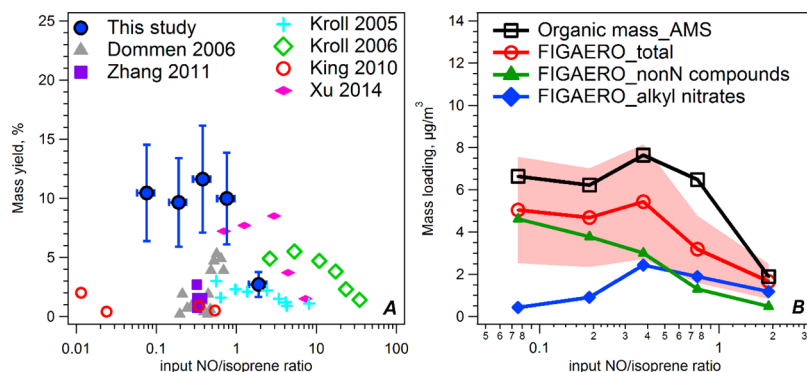 This study
Dommen 2006
Zhang 2011
Kroll 2005
Kroll 2006
King 2010
Xu 2014
25
20
15
10
5
0
Mass yield, %
0.01
0.1
1
10
100
input NO/isoprene ratio
A
Organic mass_AMS
FIGAERO_total
FIGAERO_nonN compounds
FIGAERO_alkyl nitrates
14
12
10
8
6
4
2
0
Mass loading, µg/m³
5 6 7 8 0.1 2 3 4 5 6 7 8 1 2 3
input NO/isoprene ratio
B